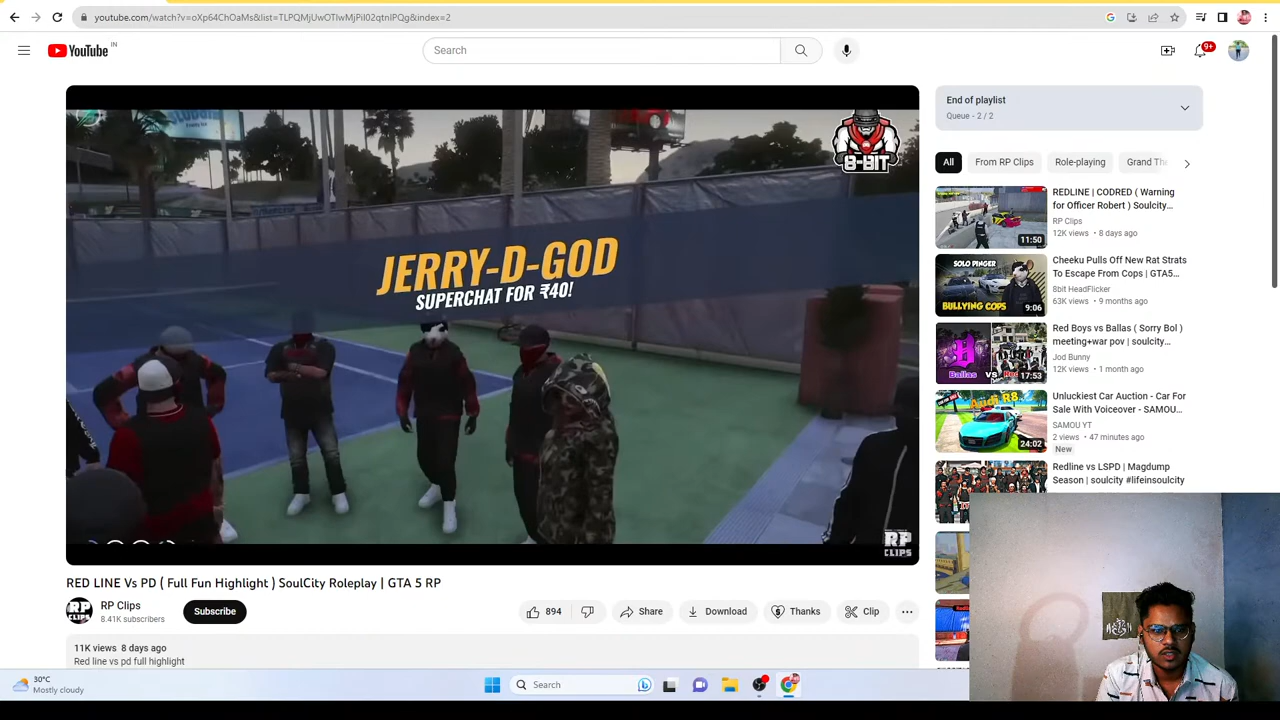 youtube.com/watch?v=oXp64ChOaMs&list=TLPQMjUwOTIwMjPil02qtnIPQg&index=2
YouTube IN
Search
9+
End of playlist
Queue - 2 / 2
All
From RP Clips
Role-playing
Grand The
8-BIT
JERRY-D-GOD
SUPERCHAT FOR ₹40!
RP
CLIPS
REDLINE | CODRED ( Warning
for Officer Robert ) Soulcity...
RP Clips
12K views • 8 days ago
11:50
Cheeku Pulls Off New Rat Strats
To Escape From Cops | GTA5...
8bit HeadFlicker
63K views • 9 months ago
SOLO PINGER
BULLYING COPS
9:06
Red Boys vs Ballas ( Sorry Bol )
meeting+war pov | soulcity...
Jod Bunny
12K views • 1 month ago
Ballas
vs
17:53
Unluckiest Car Auction - Car For
Sale With Voiceover - SAMOU...
SAMOU YT
2 views • 47 minutes ago
New
Audi R8
24:02
Redline vs LSPD | Magdump
Season | soulcity #lifeinsoulcity
RED LINE Vs PD ( Full Fun Highlight ) SoulCity Roleplay | GTA 5 RP
RP
CLIPS
RP Clips
8.41K subscribers
Subscribe
894
Share
Download
Thanks
Clip
11K views 8 days ago
Red line vs pd full highlight
30°C
Mostly cloudy
Search